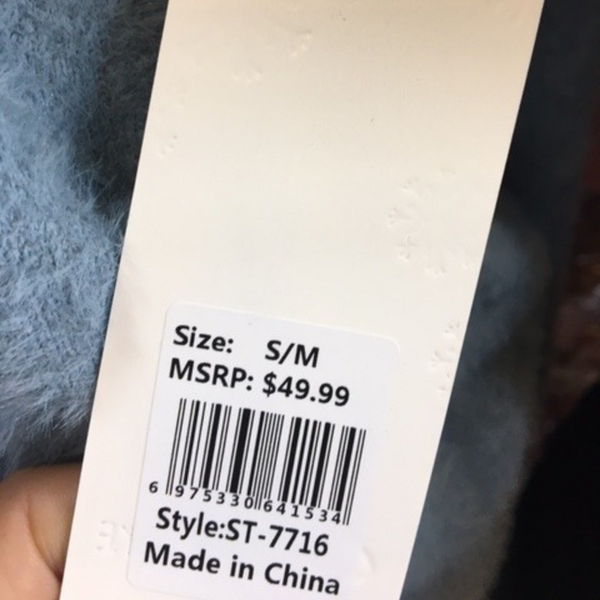 Size: S/M
MSRP: $49.99
6 975330 641534
Style:ST-7716
Made in China